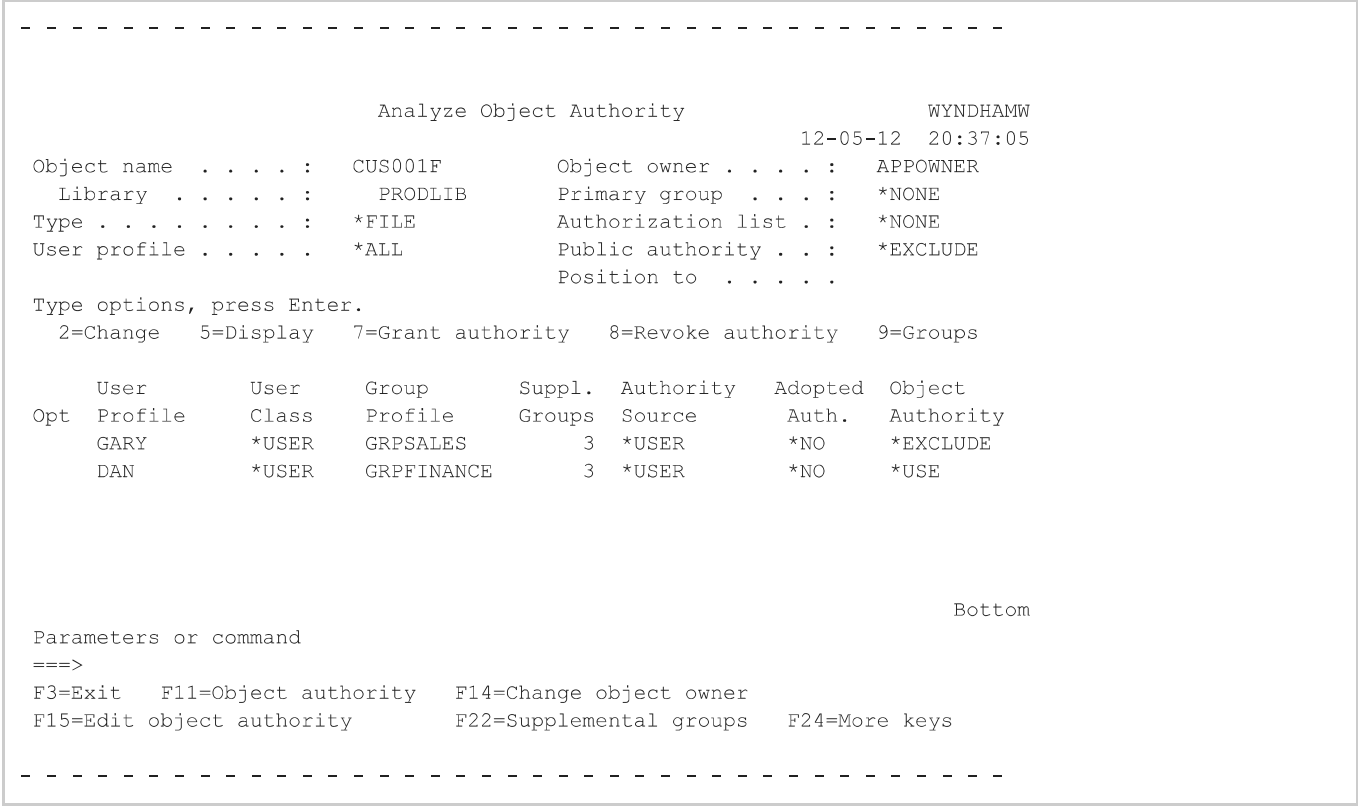 - - - - - - - - - - - - - - - - - - - - - - - - - - - - - - - - - - - - - - -
Analyze Object Authority WYNDHAMW
12-05-12 20:37:05
Object name . . . . : CUS001F Object owner . . . . : APPOWNER
Library . . . . . : PRODLIB Primary group . . . : *NONE
Type . . . . . . . . : *FILE Authorization list . : *NONE
User profile . . . . . *ALL Public authority . . : *EXCLUDE
Position to . . . . .
Type options, press Enter.
2=Change 5=Display 7=Grant authority 8=Revoke authority 9=Groups
User User Group Suppl. Authority Adopted Object
Opt Profile Class Profile Groups Source Auth. Authority
GARY *USER GRPSALES 3 *USER *NO *EXCLUDE
DAN *USER GRPFINANCE 3 *USER *NO *USE
Bottom
Parameters or command
===>
F3=Exit F11=Object authority F14=Change object owner
F15=Edit object authority F22=Supplemental groups F24=More keys
- - - - - - - - - - - - - - - - - - - - - - - - - - - - - - - - - - - - - - -